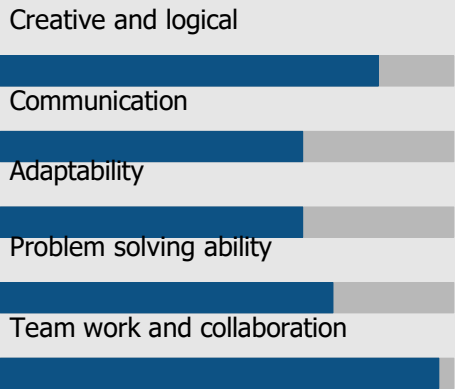 Creative and logical
Communication
Adaptability
Problem solving ability
Team work and collaboration